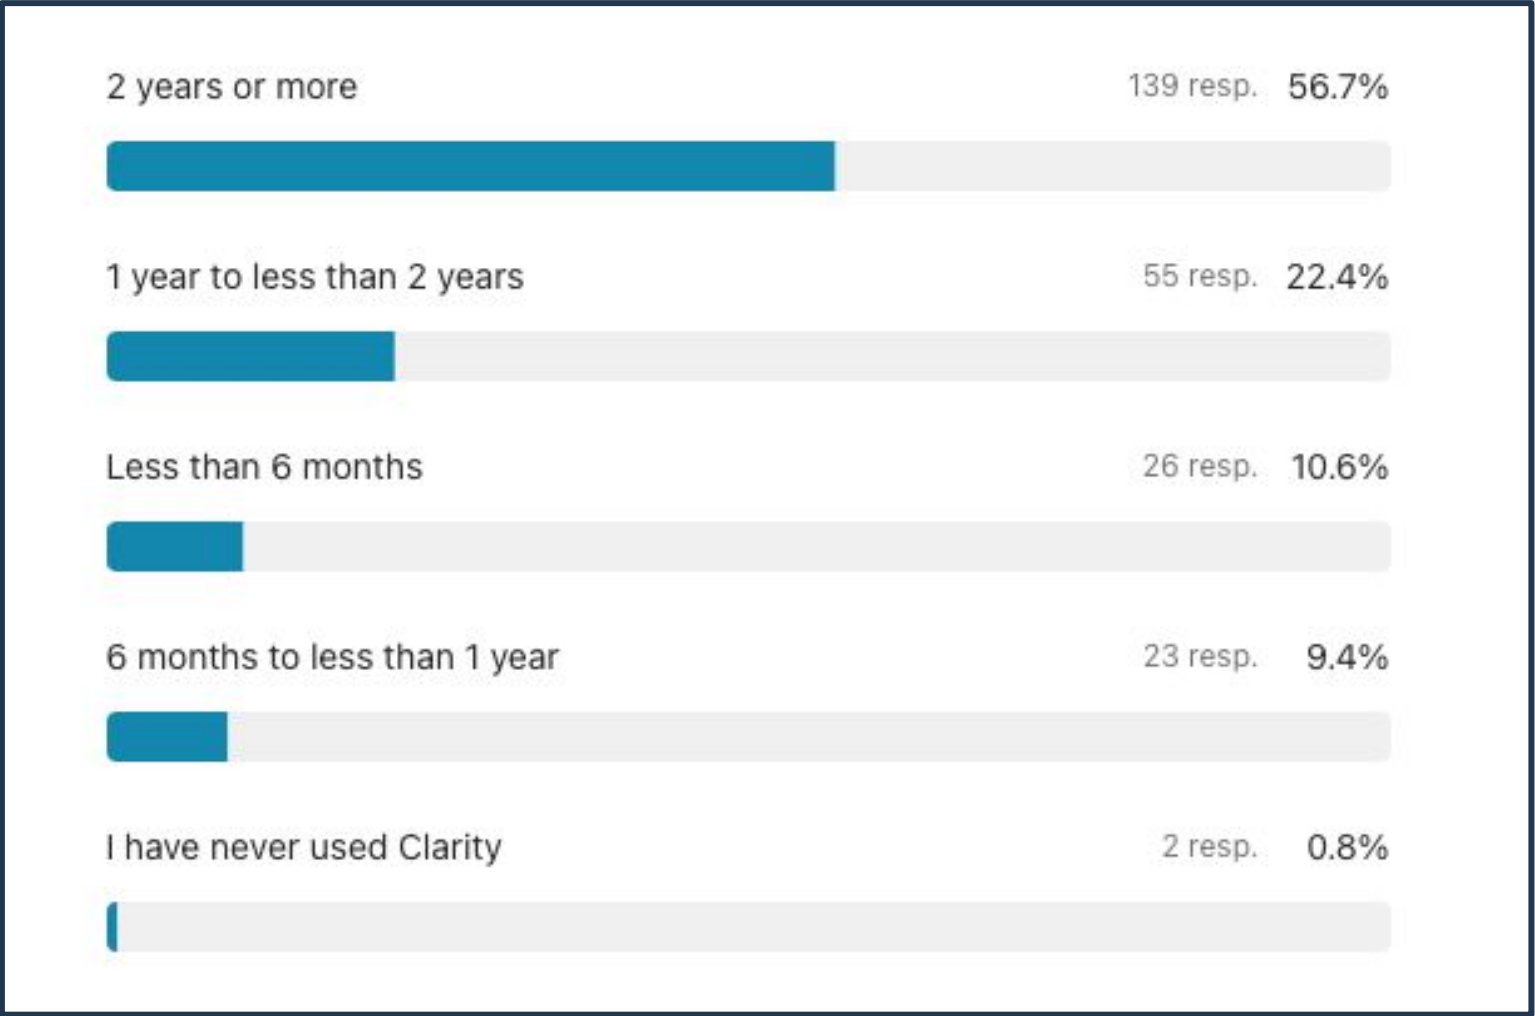 2 years or more 139 resp. 56.7%
1 year to less than 2 years 55 resp. 22.4%
Less than 6 months 26 resp. 10.6%
6 months to less than 1 year 23 resp. 9.4%
I have never used Clarity 2 resp. 0.8%